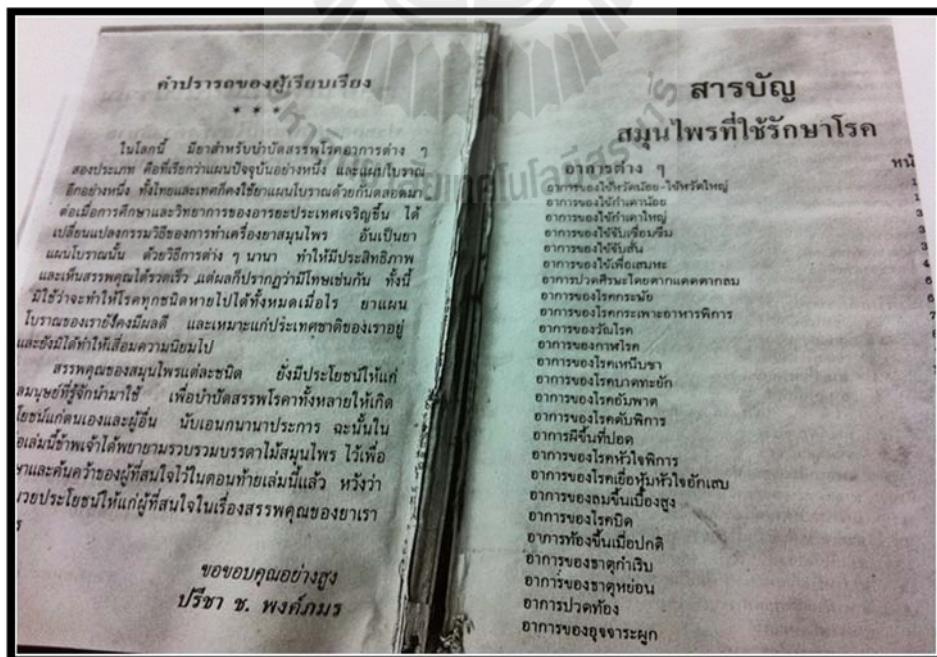 คำปรารถของผู้เรียบเรียง
* * *
ในโลกนี้ มียาสำหรับบำบัดสรรพโรคอาการต่าง ๆ
สองประเภท คือที่เรียกว่าแผนปัจจุบันอย่างหนึ่ง และแผนโบราณ
อีกอย่างหนึ่ง ทั้งไทยและเทศก็คงใช้ยาแผนโบราณด้วยกันตลอดมา
ต่อเมื่อการศึกษาและวิทยาการของอารยะประเทศเจริญขึ้น ได้
เปลี่ยนแปลงกรรมวิธีของการทำเครื่องยาสมุนไพร อันเป็นยา
แผนโบราณนั้น ด้วยวิธีการต่าง ๆ นานา ทำให้มีประสิทธิภาพ
และเห็นสรรพคุณได้รวดเร็ว แต่ผลก็ปรากฏว่ามีโทษเช่นกัน ทั้งนี้
มิใช่ว่าจะทำให้โรคทุกชนิดหายไปได้ทั้งหมดเมื่อไร ยาแผน
โบราณของเรายังคงมีผลดี และเหมาะแก่ประเทศชาติของเราอยู่
และยังมิได้ทำให้เสื่อมความนิยมไป
สรรพคุณของสมุนไพรแต่ละชนิด ยังมีประโยชน์ให้แก่
ลมนุษย์ที่รู้จักนำมาใช้ เพื่อบำบัดสรรพโรคาทั้งหลายให้เกิด
โยชน์แก่ตนเองและผู้อื่น นับเอนกนานาประการ ฉะนั้นใน
อเล่มนี้ข้าพเจ้าได้พยายามรวบรวมบรรดาไม้สมุนไพร ไว้เพื่อ
ษาและค้นคว้าของผู้ที่สนใจไว้ในตอนท้ายเล่มนี้แล้ว หวังว่า
วยประโยชน์ให้แก่ผู้ที่สนใจในเรื่องสรรพคุณของยาเรา
ร
ขอขอบคุณอย่างสูง
ปรีชา ช. พงค์ภมร
สารบัญ
สมุนไพรที่ใช้รักษาโรค
อาการต่าง ๆ หน้
อาการของไข้หวัดน้อย-ไข้หวัดใหญ่ 1
อาการของไข้กำเดาน้อย 1
อาการของไข้กำเดาใหญ่ 3
อาการของไข้จับเซื่องซึม 3
อาการของไข้จับสั่น 3
อาการของไข้เพื่อเสมหะ 4
อาการปวดศีรษะโดยตากแดดตากลม 6
อาการของโรคกระษัย 6
อาการของโรคกระเพาะอาหารพิการ 7
อาการของวัณโรค
อาการของกาฬโรค
อาการของโรคเหน็บชา
อาการของโรคบาดทะยัก
อาการของโรคอัมพาต
อาการของโรคตับพิการ
อาการฝีขึ้นที่ปอด
อาการของโรคหัวใจพิการ
อาการของโรคเยื่อหุ้มหัวใจอักเสบ
อาการของลมขึ้นเบื้องสูง
อาการของโรคบิด
อาการท้องขึ้นเมื่อปกติ
อาการของธาตุกำเริบ
อาการของธาตุหย่อน
อาการปวดท้อง
อาการของอุจจาระผูก